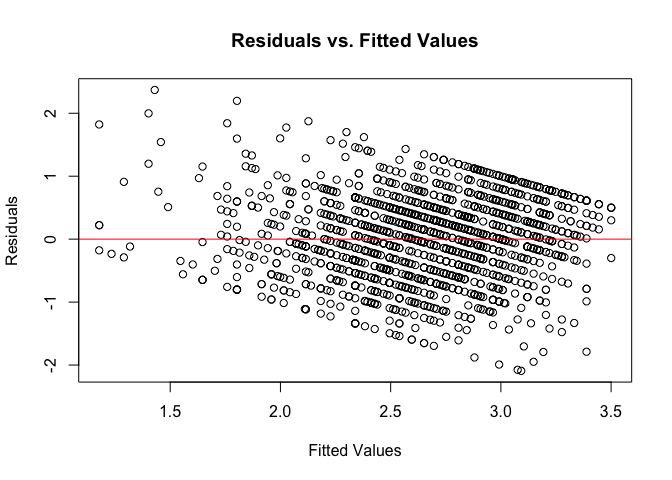 Residuals vs. Fitted Values
2
1
0
-1
-2
Residuals
1.5 2.0 2.5 3.0 3.5
Fitted Values